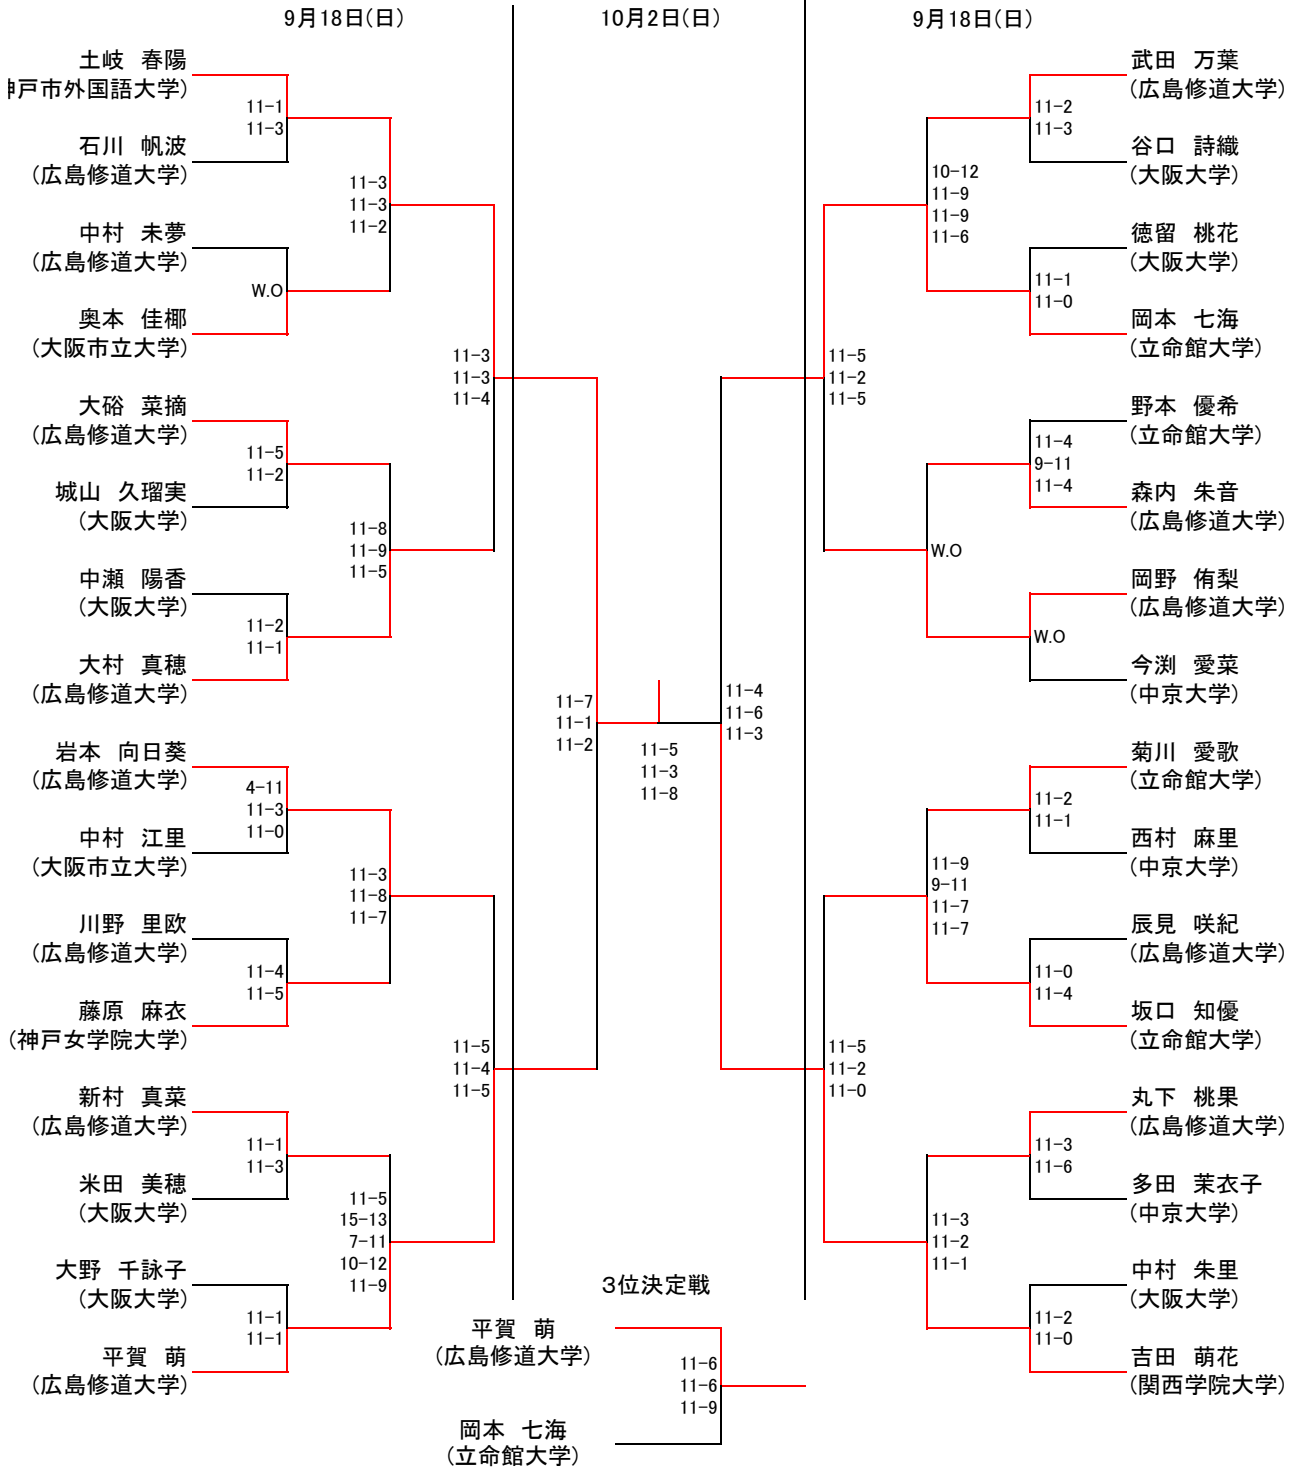 9月18日(日)
10月2日(日)
9月18日(日)
土岐 春陽
神戸市外国語大学)
11-1
11-3
石川 帆波
(広島修道大学)
11-3
11-3
11-2
中村 未夢
(広島修道大学)
W.O
奥本 佳椰
(大阪市立大学)
11-3
11-3
11-4
大硲 菜摘
(広島修道大学)
11-5
11-2
城山 久瑠実
(大阪大学)
11-8
11-9
11-5
中瀬 陽香
(大阪大学)
11-2
11-1
大村 真穂
(広島修道大学)
11-7
11-1
11-2
岩本 向日葵
(広島修道大学)
4-11
11-3
11-0
中村 江里
(大阪市立大学)
11-3
11-8
11-7
川野 里欧
(広島修道大学)
11-4
11-5
藤原 麻衣
(神戸女学院大学)
11-5
11-4
11-5
新村 真菜
(広島修道大学)
11-1
11-3
米田 美穂
(大阪大学)
11-5
15-13
7-11
10-12
11-9
大野 千詠子
(大阪大学)
11-1
11-1
平賀 萌
(広島修道大学)
11-5
11-3
11-8
武田 万葉
(広島修道大学)
11-2
11-3
谷口 詩織
(大阪大学)
10-12
11-9
11-9
11-6
徳留 桃花
(大阪大学)
11-1
11-0
岡本 七海
(立命館大学)
11-5
11-2
11-5
野本 優希
(立命館大学)
11-4
9-11
11-4
森内 朱音
(広島修道大学)
W.O
岡野 侑梨
(広島修道大学)
W.O
今渕 愛菜
(中京大学)
11-4
11-6
11-3
菊川 愛歌
(立命館大学)
11-2
11-1
西村 麻里
(中京大学)
11-9
9-11
11-7
11-7
辰見 咲紀
(広島修道大学)
11-0
11-4
坂口 知優
(立命館大学)
11-5
11-2
11-0
丸下 桃果
(広島修道大学)
11-3
11-6
多田 茉衣子
(中京大学)
11-3
11-2
11-1
中村 朱里
(大阪大学)
11-2
11-0
吉田 萌花
(関西学院大学)
3位決定戦
平賀 萌
(広島修道大学)
11-6
11-6
11-9
岡本 七海
(立命館大学)